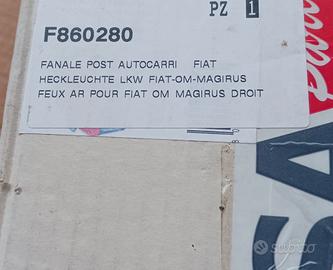 PZ 1
F860280
FANALE POST AUTOCARRI FIAT
HECKLEUCHTE LKW FIAT-OM-MAGIRUS
FEUX AR POUR FIAT OM MAGIRUS DROIT
SA
subito